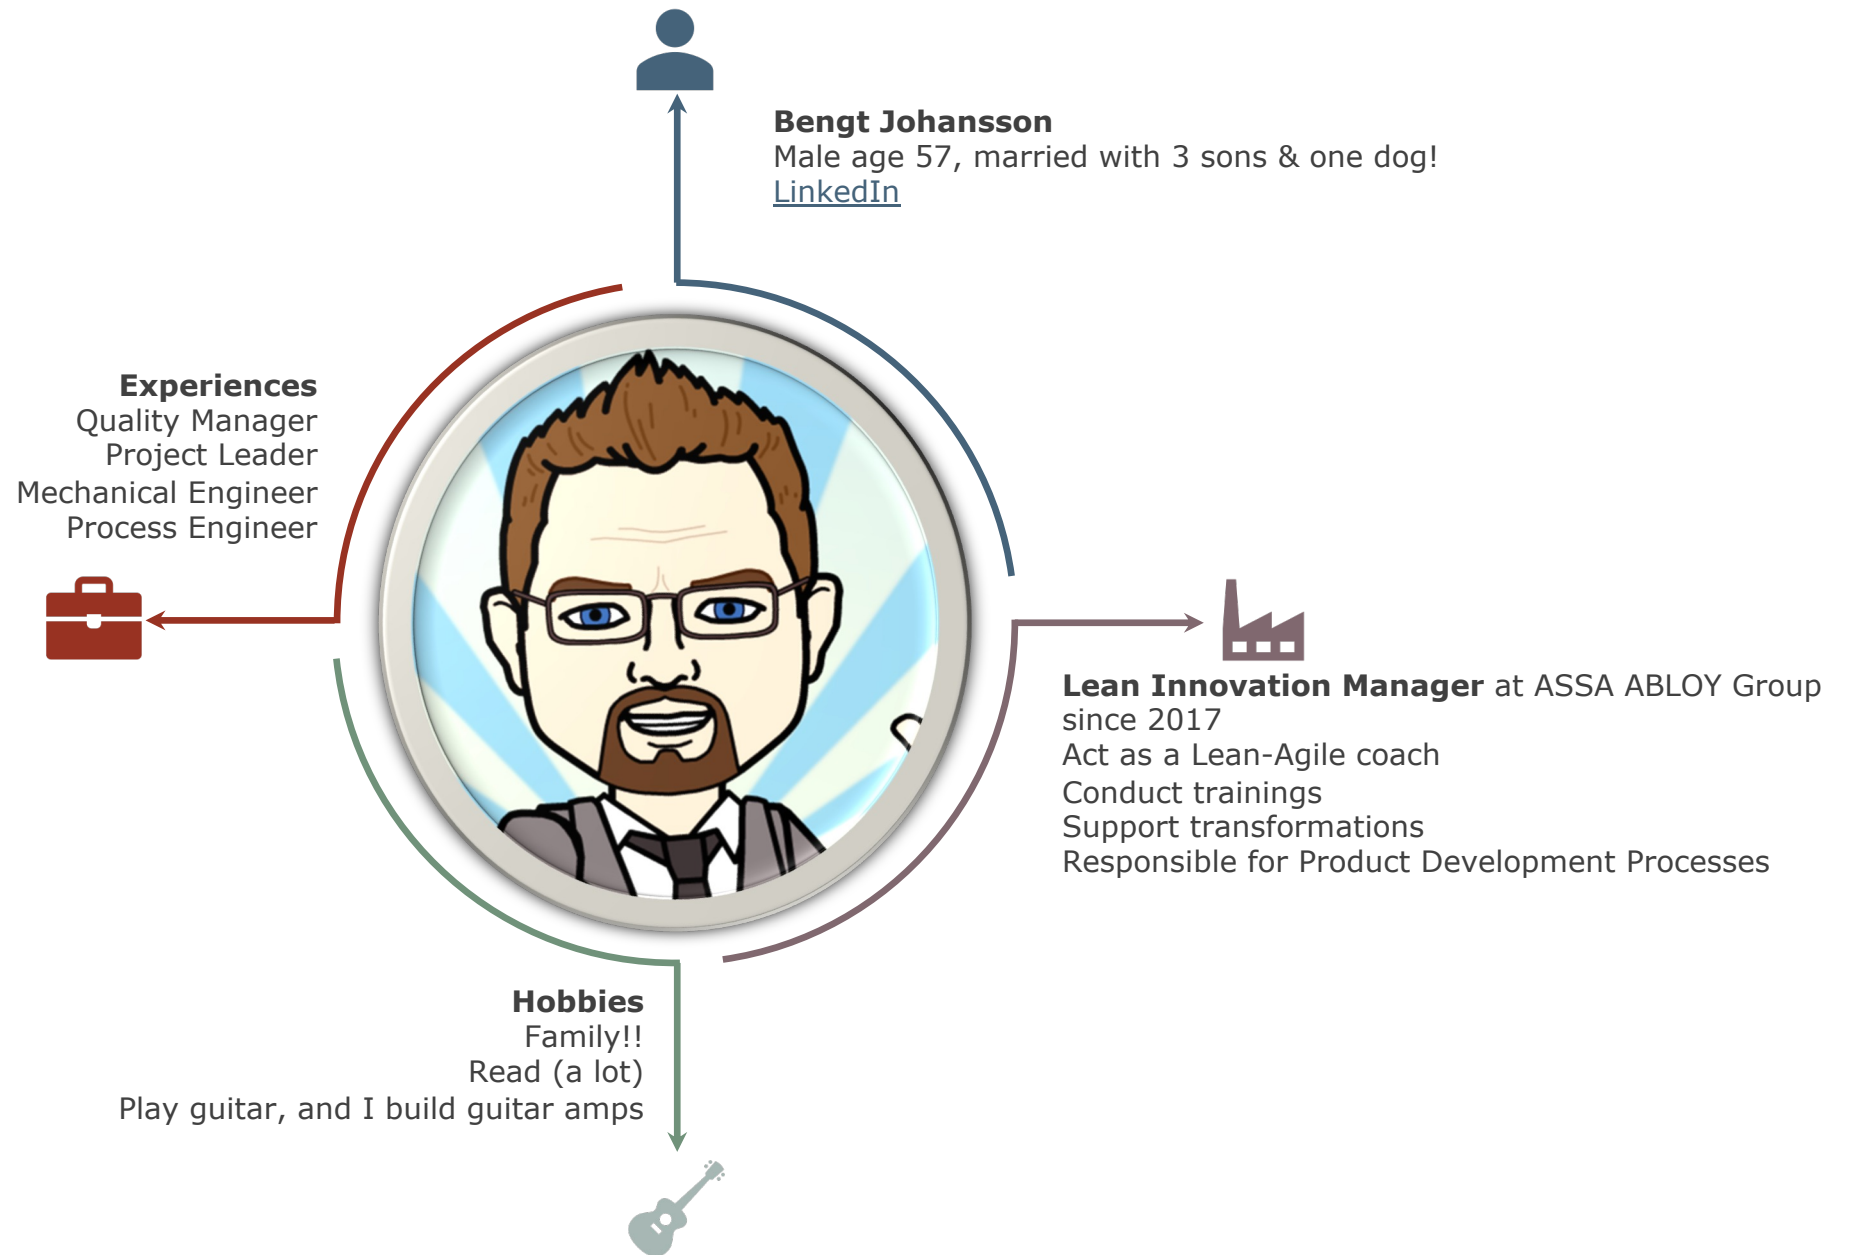 Bengt Johansson
Male age 57, married with 3 sons & one dog!
LinkedIn
Experiences
Quality Manager
Project Leader
Mechanical Engineer
Process Engineer
Lean Innovation Manager at ASSA ABLOY Group
since 2017
Act as a Lean-Agile coach
Conduct trainings
Support transformations
Responsible for Product Development Processes
Hobbies
Family!!
Read (a lot)
Play guitar, and I build guitar amps